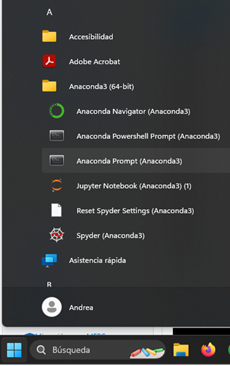 A
Accesibilidad
Adobe Acrobat
Anaconda3 (64-bit)
Anaconda Navigator (Anaconda3)
Anaconda Powershell Prompt (Anaconda3)
Anaconda Prompt (Anaconda3)
Jupyter Notebook (Anaconda3) (1)
Reset Spyder Settings (Anaconda3)
Spyder (Anaconda3)
Asistencia rápida
B
Andrea
Búsqueda